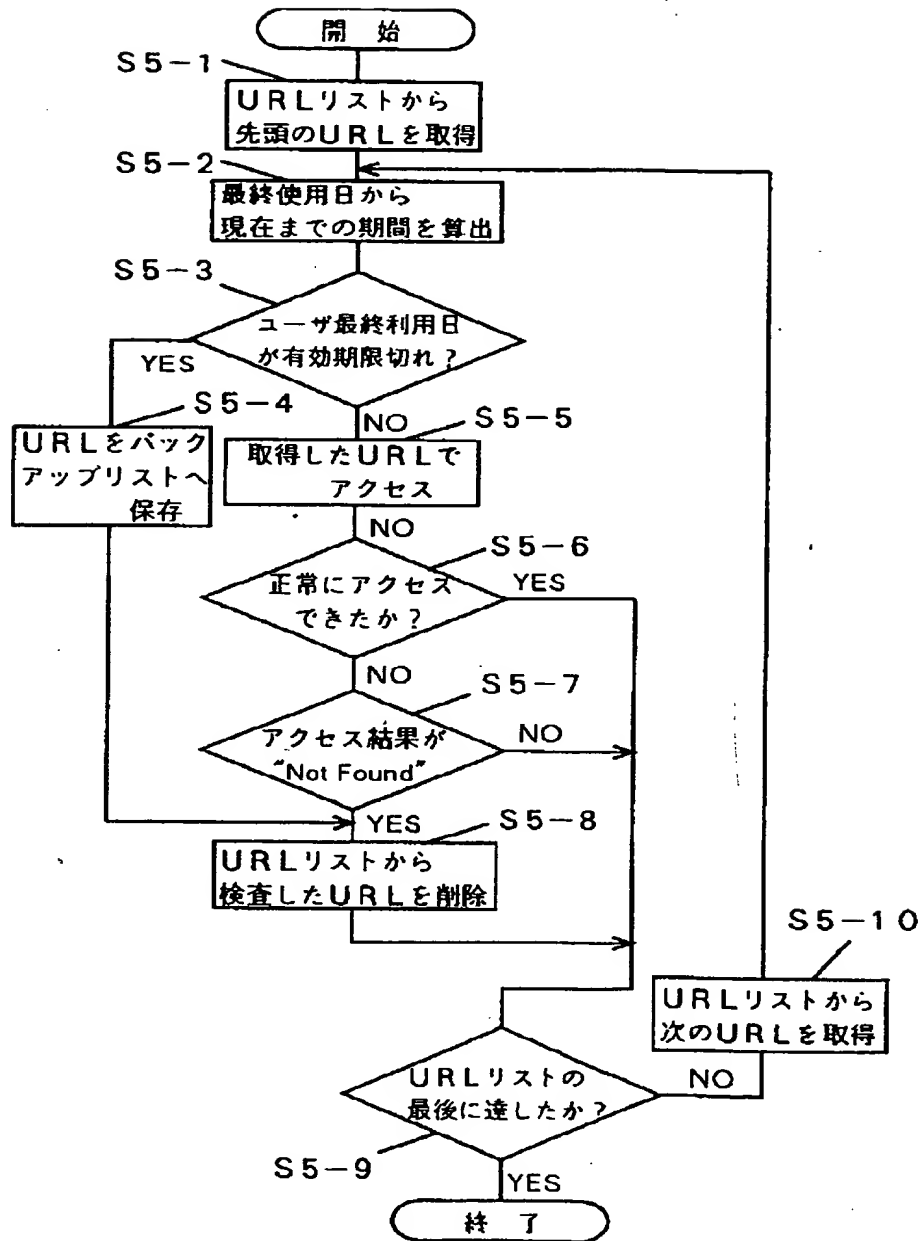 開 始
S5-1
URLリストから
先頭のURLを取得
S5-2
最終使用日から
現在までの期間を算出
S5-3
ユーザ最終利用日
が有効期限切れ?
YES
NO
S5-4
URLをバック
アップリストへ
保存
S5-5
取得したURLで
アクセス
NO
S5-6
正常にアクセス
できたか?
YES
NO
S5-7
アクセス結果が
"Not Found"
NO
YES
S5-8
URLリストから
検査したURLを削除
S5-10
URLリストから
次のURLを取得
URLリストの
最後に達したか?
NO
S5-9
YES
終 了